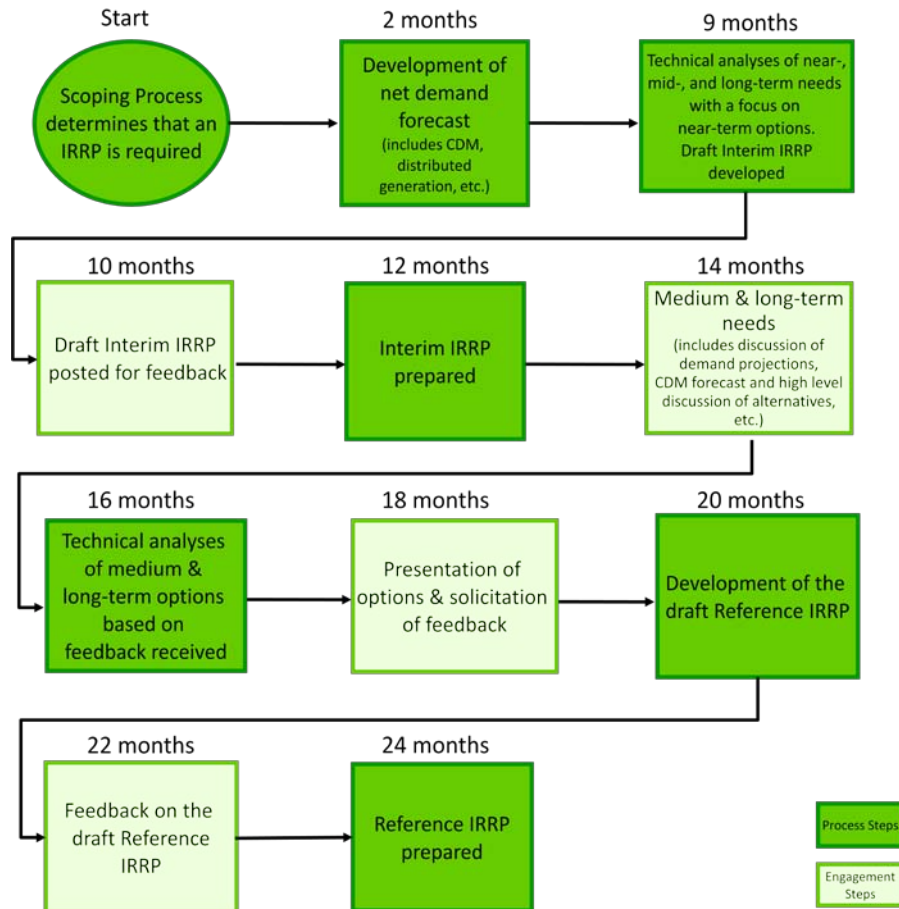 Start
Scoping Process
determines that an
IRRP is required
2 months
Development of
net demand
forecast
(includes CDM,
distributed
generation, etc.)
9 months
Technical analyses of near-,
mid-, and long-term needs
with a focus on
near-term options.
Draft Interim IRRP
developed
10 months
Draft Interim IRRP
posted for feedback
12 months
Interim IRRP
prepared
14 months
Medium & long-term
needs
(includes discussion of
demand projections,
CDM forecast and high level
discussion of alternatives,
etc.)
16 months
Technical analyses
of medium &
long-term options
based on
feedback received
18 months
Presentation of
options & solicitation
of feedback
20 months
Development of the
draft Reference IRRP
22 months
Feedback on the
draft Reference
IRRP
24 months
Reference IRRP
prepared
Process Steps
Engagement
Steps